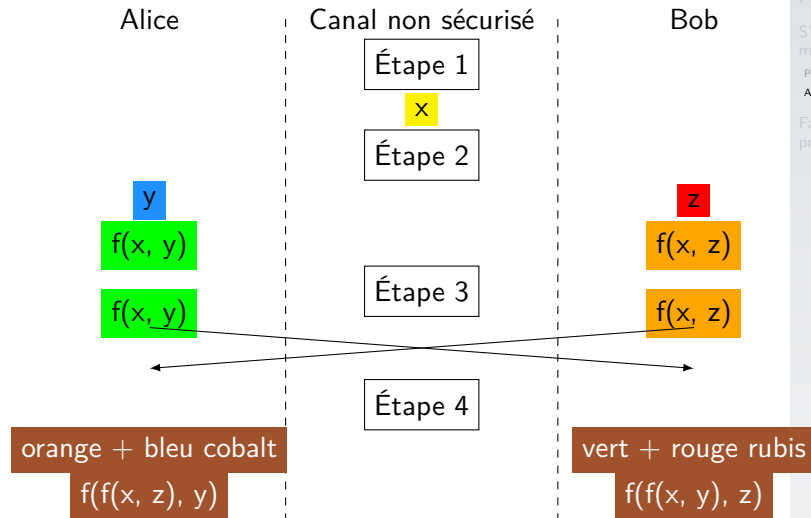 Alice Canal non sécurisé Bob
Étape 1
x
Étape 2
y z
f(x, y) f(x, z)
Étape 3
f(x, y) f(x, z)
Étape 4
orange + bleu cobalt vert + rouge rubis
f(f(x, z), y) f(f(x, y), z)